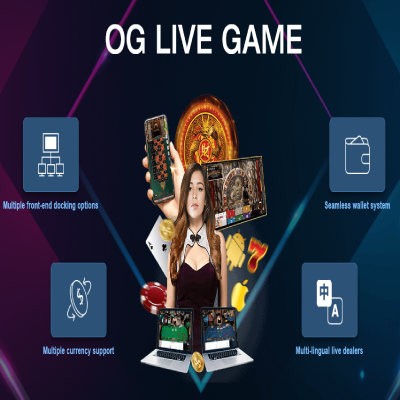 OG LIVE GAME
Multiple front-end docking options
Seamless wallet system
Multiple currency support
Multi-lingual live dealers
中
A
7